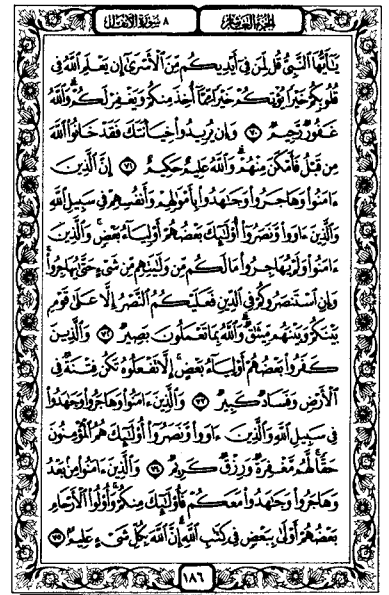 الجزء العاشر ٨ سورة الأنفال
يَٰٓأَيُّهَا ٱلنَّبِىُّ قُل لِّمَن فِىٓ أَيْدِيكُم مِّنَ ٱلْأَسْرَىٰٓ إِن يَعْلَمِ ٱللَّهُ فِى
قُلُوبِكُمْ خَيْرًا يُؤْتِكُمْ خَيْرًا مِّمَّآ أُخِذَ مِنكُمْ وَيَغْفِرْ لَكُمْ ۗ وَٱللَّهُ
غَفُورٌ رَّحِيمٌ ٧٠ وَإِن يُرِيدُوا۟ خِيَانَتَكَ فَقَدْ خَانُوا۟ ٱللَّهَ
مِن قَبْلُ فَأَمْكَنَ مِنْهُمْ ۗ وَٱللَّهُ عَلِيمٌ حَكِيمٌ ٧١ إِنَّ ٱلَّذِينَ
ءَامَنُوا۟ وَهَاجَرُوا۟ وَجَٰهَدُوا۟ بِأَمْوَٰلِهِمْ وَأَنفُسِهِمْ فِى سَبِيلِ ٱللَّهِ
وَٱلَّذِينَ ءَاوَوا۟ وَّنَصَرُوٓا۟ أُو۟لَٰٓئِكَ بَعْضُهُمْ أَوْلِيَآءُ بَعْضٍ ۚ وَٱلَّذِينَ
ءَامَنُوا۟ وَلَمْ يُهَاجِرُوا۟ مَا لَكُم مِّن وَلَٰيَتِهِم مِّن شَىْءٍ حَتَّىٰ يُهَاجِرُوا۟ ۚ
وَإِنِ ٱسْتَنصَرُوكُمْ فِى ٱلدِّينِ فَعَلَيْكُمُ ٱلنَّصْرُ إِلَّا عَلَىٰ قَوْمٍۭ
بَيْنَكُمْ وَبَيْنَهُم مِّيثَٰقٌ ۗ وَٱللَّهُ بِمَا تَعْمَلُونَ بَصِيرٌ ٧٢ وَٱلَّذِينَ
كَفَرُوا۟ بَعْضُهُمْ أَوْلِيَآءُ بَعْضٍ ۚ إِلَّا تَفْعَلُوهُ تَكُن فِتْنَةٌ فِى
ٱلْأَرْضِ وَفَسَادٌ كَبِيرٌ ٧٣ وَٱلَّذِينَ ءَامَنُوا۟ وَهَاجَرُوا۟ وَجَٰهَدُوا۟
فِى سَبِيلِ ٱللَّهِ وَٱلَّذِينَ ءَاوَوا۟ وَّنَصَرُوٓا۟ أُو۟لَٰٓئِكَ هُمُ ٱلْمُؤْمِنُونَ
حَقًّا ۚ لَّهُم مَّغْفِرَةٌ وَرِزْقٌ كَرِيمٌ ٧٤ وَٱلَّذِينَ ءَامَنُوا۟ مِنۢ بَعْدُ
وَهَاجَرُوا۟ وَجَٰهَدُوا۟ مَعَكُمْ فَأُو۟لَٰٓئِكَ مِنكُمْ ۚ وَأُو۟لُوا۟ ٱلْأَرْحَامِ
بَعْضُهُمْ أَوْلَىٰ بِبَعْضٍ فِى كِتَٰبِ ٱللَّهِ ۗ إِنَّ ٱللَّهَ بِكُلِّ شَىْءٍ عَلِيمٌۢ ٧٥
١٨٦